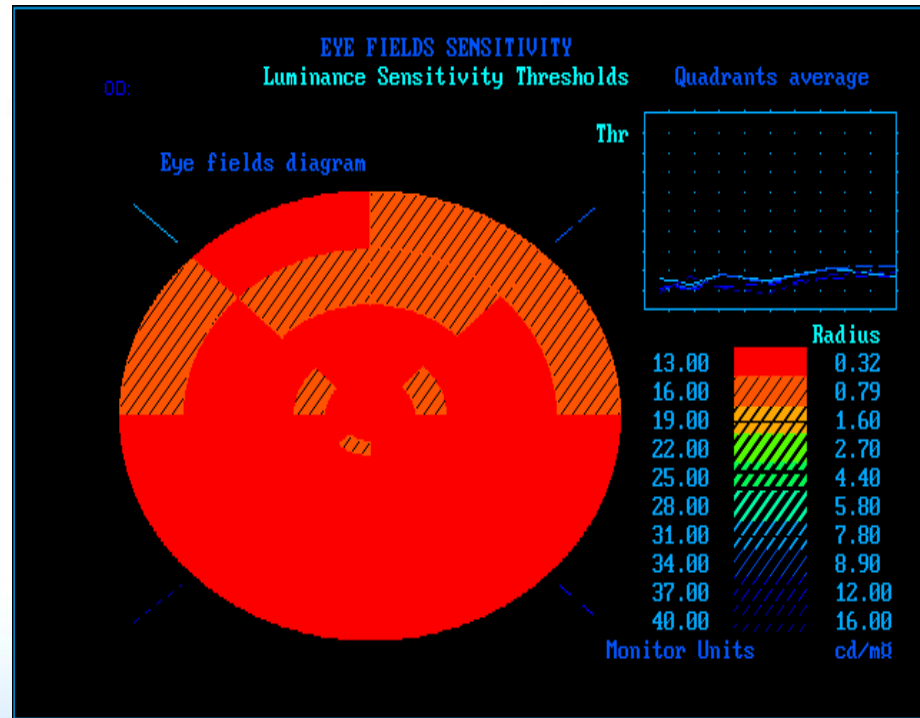 EYE FIELDS SENSITIVITY
Luminance Sensitivity Thresholds
Quadrants average
OD:
Thr
Eye fields diagram
Radius
13.00 0.32
16.00 0.79
19.00 1.60
22.00 2.70
25.00 4.40
28.00 5.80
31.00 7.80
34.00 8.90
37.00 12.00
40.00 16.00
Monitor Units cd/m¤